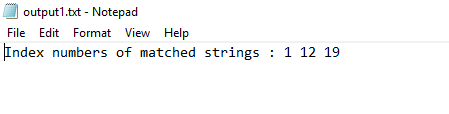 output1.txt - Notepad
File Edit Format View Help
Index numbers of matched strings : 1 12 19